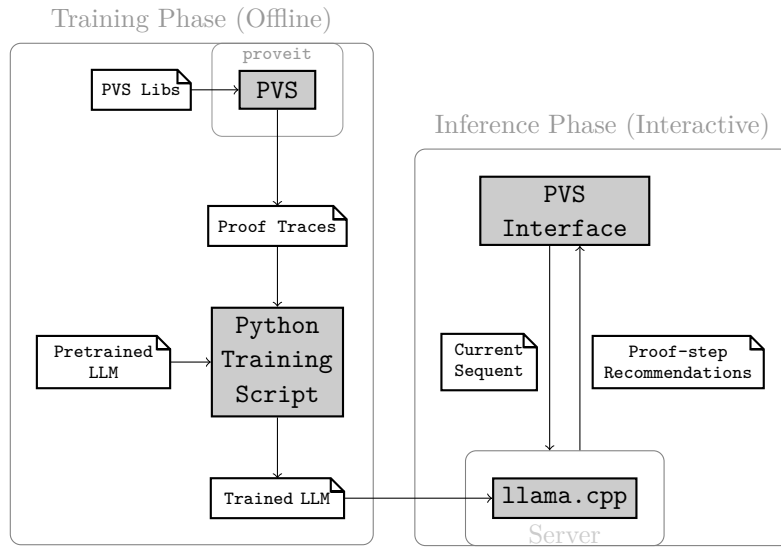 Training Phase (Offline)
proveit
PVS Libs
PVS
Proof Traces
Pretrained
LLM
Python
Training
Script
Trained LLM
Inference Phase (Interactive)
PVS
Interface
Current
Sequent
Proof-step
Recommendations
llama.cpp
Server